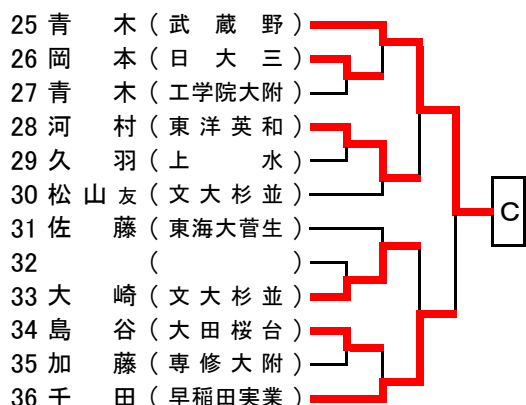 25 青木(武蔵野)
26 岡本(日大三)
27 青木(工学院大附)
28 河村(東洋英和)
29 久羽(上水)
30 松山友(文大杉並)
31 佐藤(東海大菅生)
32 ( )
33 大崎(文大杉並)
34 島谷(大田桜台)
35 加藤(専修大附)
36 千田(早稲田実業)
C